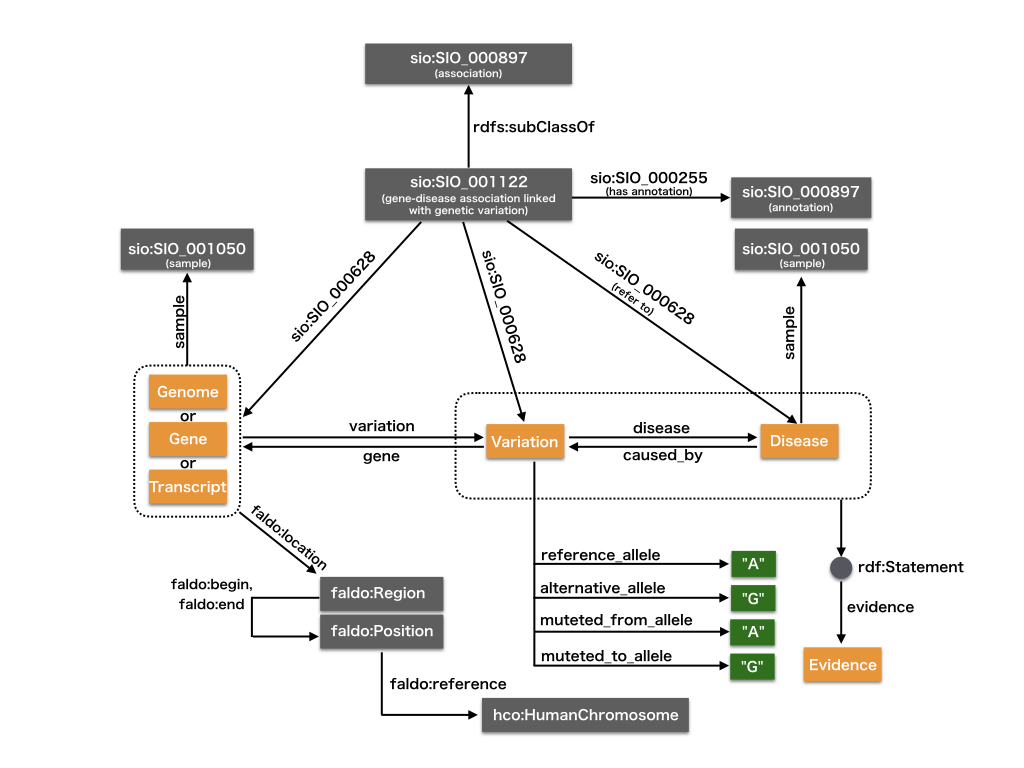 sio:SIO_000897
(association)
rdfs:subClassOf
sio:SIO_001122
(gene-disease association linked
with genetic variation)
sio:SIO_000255
(has annotation)
sio:SIO_000897
(annotation)
sio:SIO_001050
(sample)
sio:SIO_001050
(sample)
sio:SIO_000628
sio:SIO_000628
sio:SIO_000628
(refer to)
sample
sample
Genome
or
Gene
or
Transcript
variation
gene
Variation
disease
caused_by
Disease
faldo:location
faldo:begin,
faldo:end
faldo:Region
faldo:Position
faldo:reference
hco:HumanChromosome
reference_allele
"A"
alternative_allele
"G"
muteted_from_allele
"A"
muteted_to_allele
"G"
rdf:Statement
evidence
Evidence